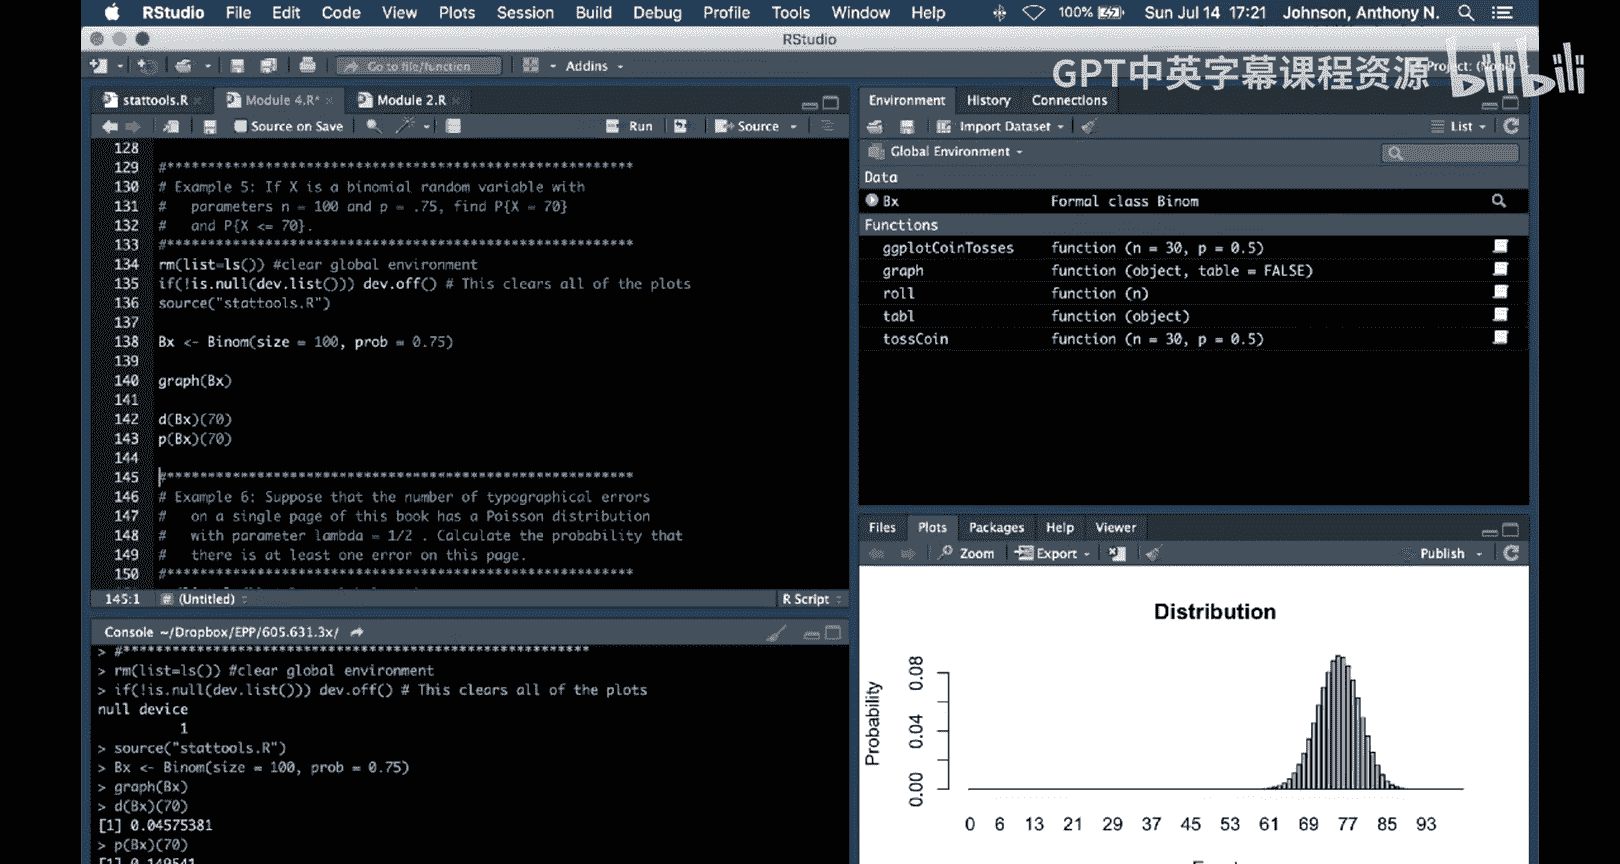 RStudio File Edit Code View Plots Session Build Debug Profile Tools Window Help 100% Sun Jul 14 17:21 Johnson, Anthony N.
RStudio
Go to file/function Addins
Project: (None)
GPT中英字幕课程资源 bilibili
stattools.R Module 4.R* Module 2.R
Source on Save Run Source
128
129 #*********************************************************
130 # Example 5: If X is a binomial random variable with
131 #   parameters n = 100 and p = .75, find P{X = 70}
132 #   and P{X <= 70}.
133 #*********************************************************
134 rm(list=ls()) #clear global environment
135 if(!is.null(dev.list())) dev.off() # This clears all of the plots
136 source("stattools.R")
137
138 Bx <- Binom(size = 100, prob = 0.75)
139
140 graph(Bx)
141
142 d(Bx)(70)
143 p(Bx)(70)
144
145 #*********************************************************
146 # Example 6: Suppose that the number of typographical errors
147 #   on a single page of this book has a Poisson distribution
148 #   with parameter lambda = 1/2 . Calculate the probability that
149 #   there is at least one error on this page.
150 #*********************************************************
145:1 # (Untitled) R Script
Console ~/Dropbox/EPP/605.631.3x/
> #*********************************************************
> rm(list=ls()) #clear global environment
> if(!is.null(dev.list())) dev.off() # This clears all of the plots
null device
1
> source("stattools.R")
> Bx <- Binom(size = 100, prob = 0.75)
> graph(Bx)
> d(Bx)(70)
[1] 0.04575381
> p(Bx)(70)
[1] 0.149541
Environment History Connections
Import Dataset List
Global Environment
Data
Bx Formal class Binom
Functions
ggplotCoinTosses function (n = 30, p = 0.5)
graph function (object, table = FALSE)
roll function (n)
tabl function (object)
tossCoin function (n = 30, p = 0.5)
Files Plots Packages Help Viewer
Zoom Export Publish
Distribution
Probability
0.08
0.04
0.00
0 6 13 21 29 37 45 53 61 69 77 85 93